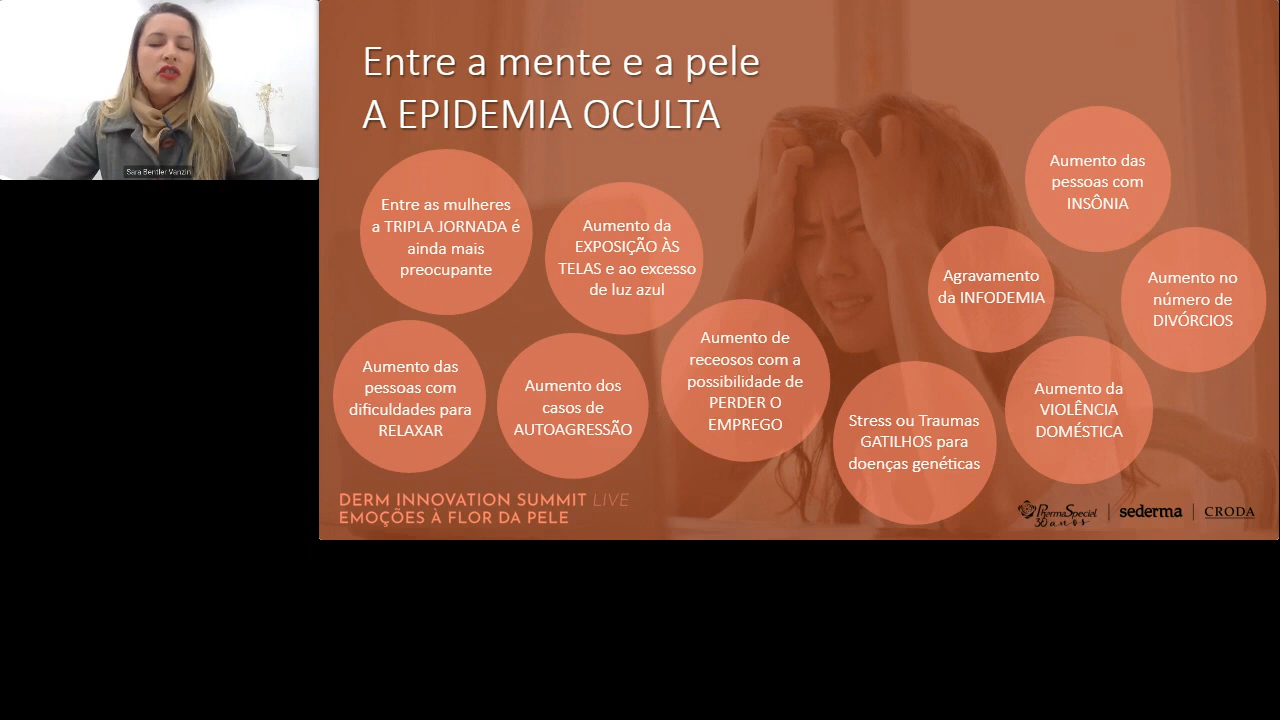 Sara Bentler Vanzin
Entre a mente e a pele
A EPIDEMIA OCULTA
Entre as mulheres
a TRIPLA JORNADA é
ainda mais
preocupante
Aumento da
EXPOSIÇÃO ÀS
TELAS e ao excesso
de luz azul
Aumento das
pessoas com
dificuldades para
RELAXAR
Aumento dos
casos de
AUTOAGRESSÃO
Aumento de
receosos com a
possibilidade de
PERDER O
EMPREGO
Stress ou Traumas
GATILHOS para
doenças genéticas
Agravamento
da INFODEMIA
Aumento das
pessoas com
INSÔNIA
Aumento no
número de
DIVÓRCIOS
Aumento da
VIOLÊNCIA
DOMÉSTICA
DERM INNOVATION SUMMIT LIVE
EMOÇÕES À FLOR DA PELE
PharmaSpecial
30 anos
sederma
CRODA